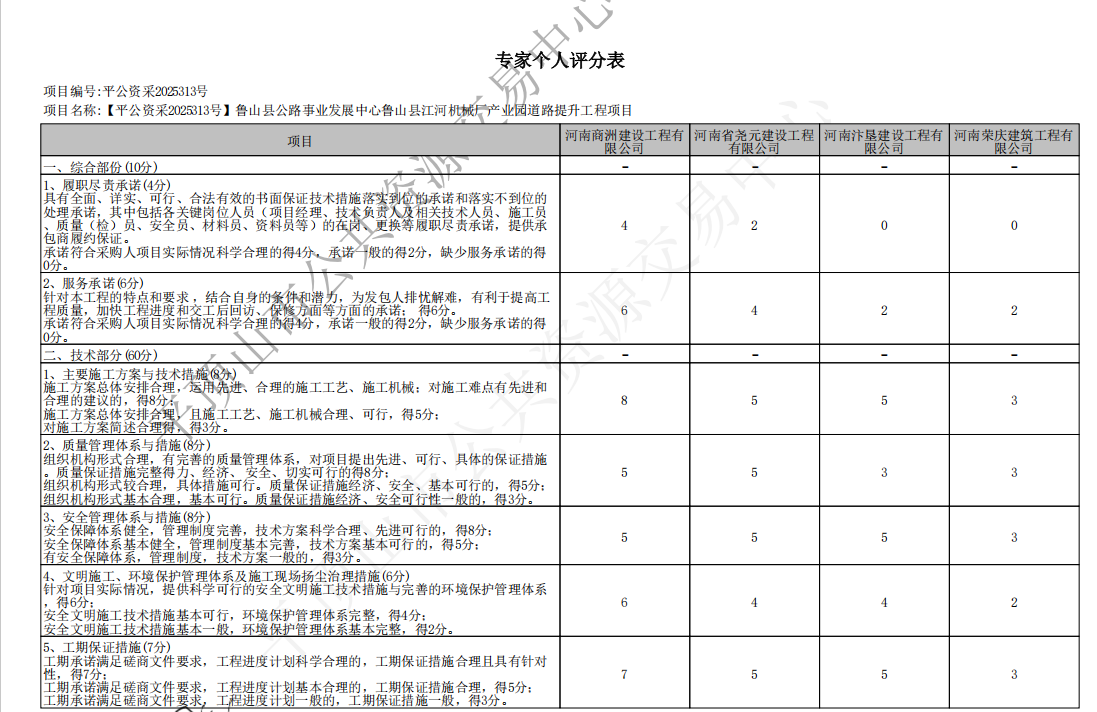 专家个人评分表
项目编号:平公资采2025313号
项目名称:【平公资采2025313号】鲁山县公路事业发展中心鲁山县江河机械厂产业园道路提升工程项目
项目 河南商洲建设工程有限公司 河南省尧元建设工程有限公司 河南汴垦建设工程有限公司 河南荣庆建筑工程有限公司
一、综合部份(10分) － － － －
1、履职尽责承诺(4分)
具有全面、详实、可行、合法有效的书面保证技术措施落实到位的承诺和落实不到位的
处理承诺，其中包括各关键岗位人员（项目经理、技术负责人及相关技术人员、施工员
、质量（检）员、安全员、材料员、资料员等）的在岗、更换等履职尽责承诺，提供承
包商履约保证。
承诺符合采购人项目实际情况科学合理的得4分，承诺一般的得2分，缺少服务承诺的得
0分。
4 2 0 0
2、服务承诺(6分)
针对本工程的特点和要求，结合自身的条件和潜力，为发包人排忧解难，有利于提高工
程质量，加快工程进度和交工后回访、保修方面等方面的承诺；得6分。
承诺符合采购人项目实际情况科学合理的得4分，承诺一般的得2分，缺少服务承诺的得
0分。
6 4 2 2
二、技术部分(60分) － － － －
1、主要施工方案与技术措施(8分)
施工方案总体安排合理，运用先进、合理的施工工艺、施工机械；对施工难点有先进和
合理的建议的，得8分；
施工方案总体安排合理，且施工工艺、施工机械合理、可行，得5分；
对施工方案简述合理得，得3分。
8 5 5 3
2、质量管理体系与措施(8分)
组织机构形式合理，有完善的质量管理体系，对项目提出先进、可行、具体的保证措施
。质量保证措施完整得力、经济、安全、切实可行的得8分；
组织机构形式较合理，具体措施可行。质量保证措施经济、安全、基本可行的，得5分；
组织机构形式基本合理，基本可行。质量保证措施经济、安全可行性一般的，得3分。
5 5 3 3
3、安全管理体系与措施(8分)
安全保障体系健全，管理制度完善，技术方案科学合理、先进可行的，得8分；
安全保障体系基本健全，管理制度基本完善，技术方案基本可行的，得5分；
有安全保障体系，管理制度，技术方案一般的，得3分。
5 5 5 3
4、文明施工、环境保护管理体系及施工现场扬尘治理措施(6分)
针对项目实际情况，提供科学可行的安全文明施工技术措施与完善的环境保护管理体系
，得6分；
安全文明施工技术措施基本可行，环境保护管理体系完整，得4分；
安全文明施工技术措施基本一般，环境保护管理体系基本完整，得2分。
6 4 4 2
5、工期保证措施(7分)
工期承诺满足磋商文件要求，工程进度计划科学合理的，工期保证措施合理且具有针对
性，得7分；
工期承诺满足磋商文件要求，工程进度计划基本合理的，工期保证措施合理，得5分；
工期承诺满足磋商文件要求，工程进度计划一般的，工期保证措施一般，得3分。
7 5 5 3
平顶山市公共资源交易中心
平顶山市公共资源交易中心